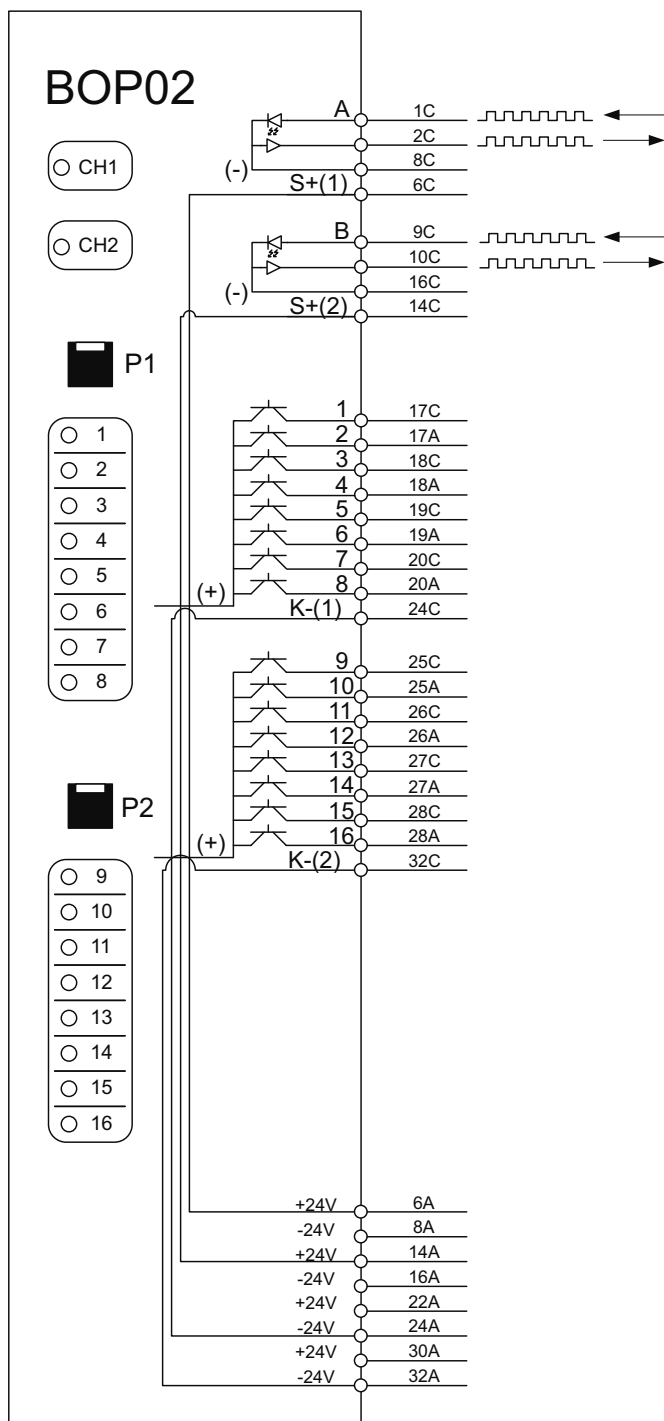 BOP02
A 1C
2C
CH1
(-) 8C
S+(1) 6C
B 9C
CH2
10C
(-) 16C
S+(2) 14C
P1
1 17C
2 17A
3 18C
4 18A
5 19C
6 19A
7 20C
(+) 8 20A
K-(1) 24C
1
2
3
4
5
6
7
8
9 25C
10 25A
11 26C
12 26A
13 27C
14 27A
15 28C
(+) 16 28A
K-(2) 32C
P2
9
10
11
12
13
14
15
16
+24V 6A
-24V 8A
+24V 14A
-24V 16A
+24V 22A
-24V 24A
+24V 30A
-24V 32A